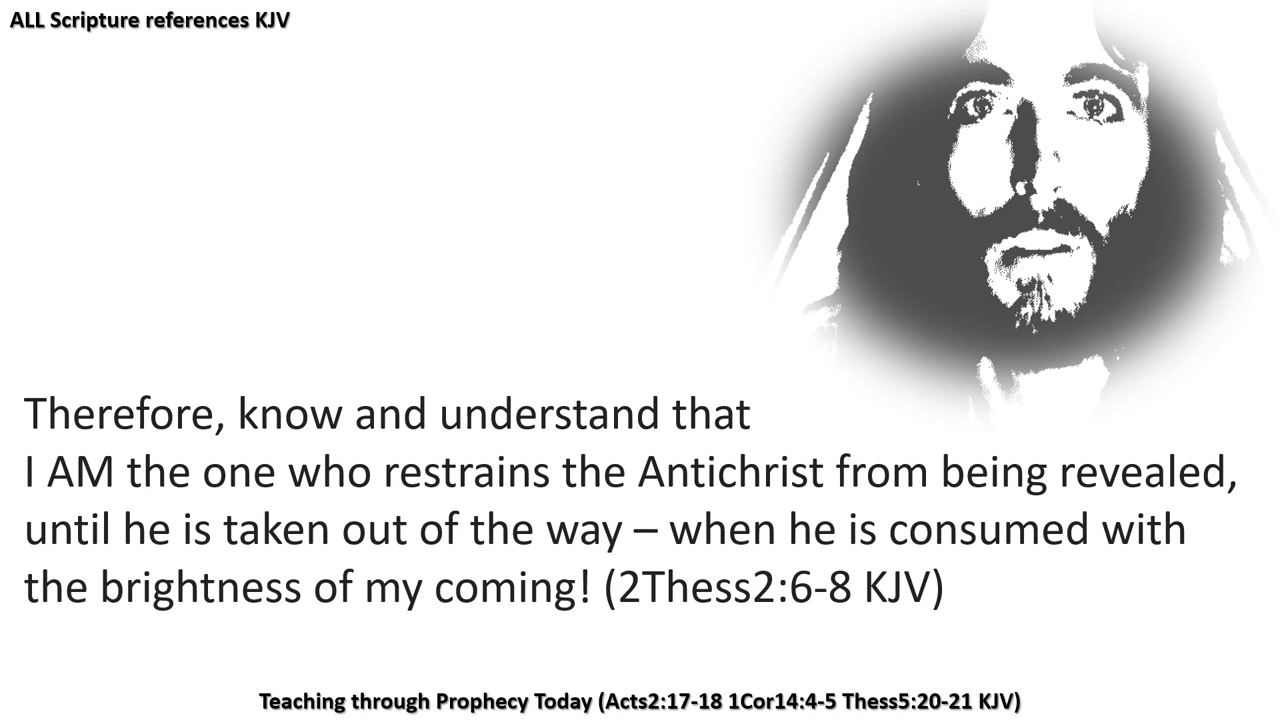 ALL Scripture references KJV
Therefore, know and understand that
I AM the one who restrains the Antichrist from being revealed,
until he is taken out of the way – when he is consumed with
the brightness of my coming! (2Thess2:6-8 KJV)
Teaching through Prophecy Today (Acts2:17-18 1Cor14:4-5 Thess5:20-21 KJV)